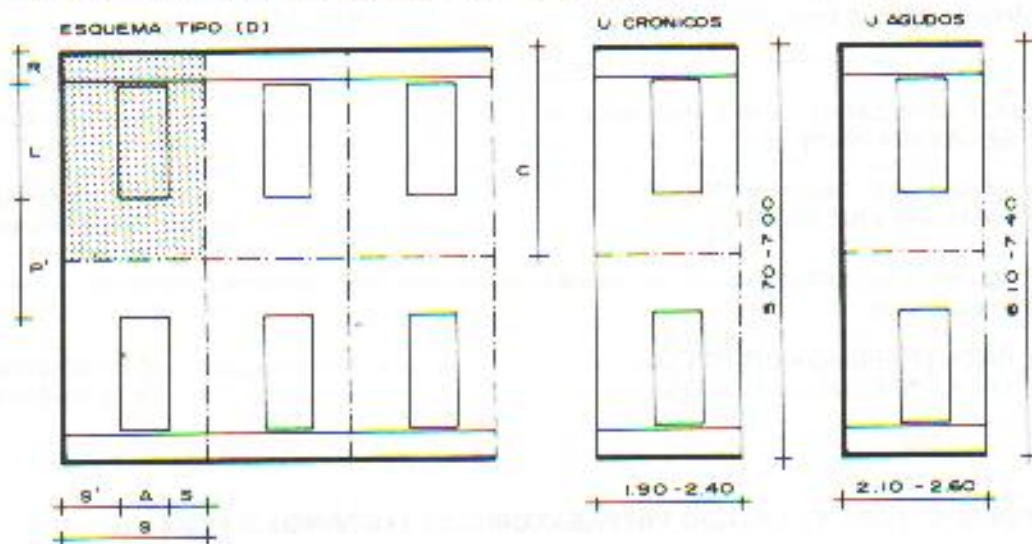 ESQUEMA TIPO (D)
U. CRONICOS
U. AGUDOS
R
L
P'
C
5.70-7.00
6.10-7.40
S' A S
B
1.90-2.40
2.10-2.60